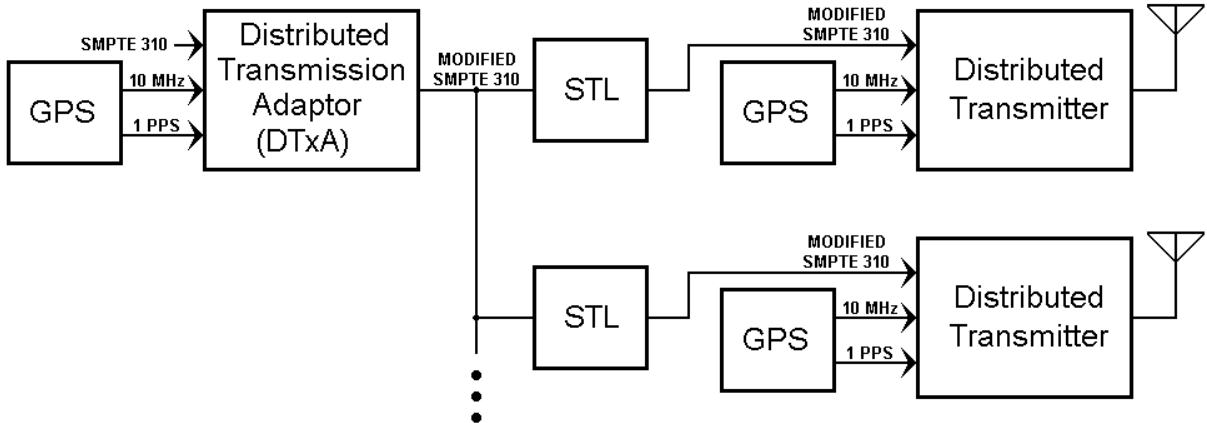 SMPTE 310
GPS
10 MHz
1 PPS
Distributed
Transmission
Adaptor
(DTxA)
MODIFIED
SMPTE 310
STL
MODIFIED
SMPTE 310
GPS
10 MHz
1 PPS
Distributed
Transmitter
STL
MODIFIED
SMPTE 310
GPS
10 MHz
1 PPS
Distributed
Transmitter